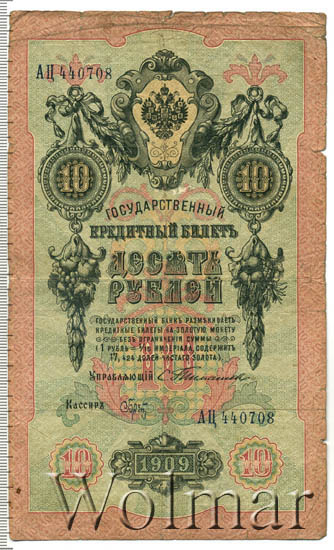 АЦ 440708
10 10
ГОСУДАРСТВЕННЫЙ
КРЕДИТНЫЙ БИЛЕТЪ
ДЕСЯТЬ
РУБЛЕЙ
ГОСУДАРСТВЕННЫЙ БАНКЪ РАЗМѢНИВАЕТЪ
КРЕДИТНЫЕ БИЛЕТЫ НА ЗОЛОТУЮ МОНЕТУ
БЕЗЪ ОГРАНИЧЕНІЯ СУММЫ
(1 РУБЛЬ = 1/15 ИМПЕРІАЛА, СОДЕРЖИТЪ
17,424 ДОЛЕЙ ЧИСТАГО ЗОЛОТА).
Управляющій
Кассиръ
АЦ 440708
10 1909 10
Wolmar